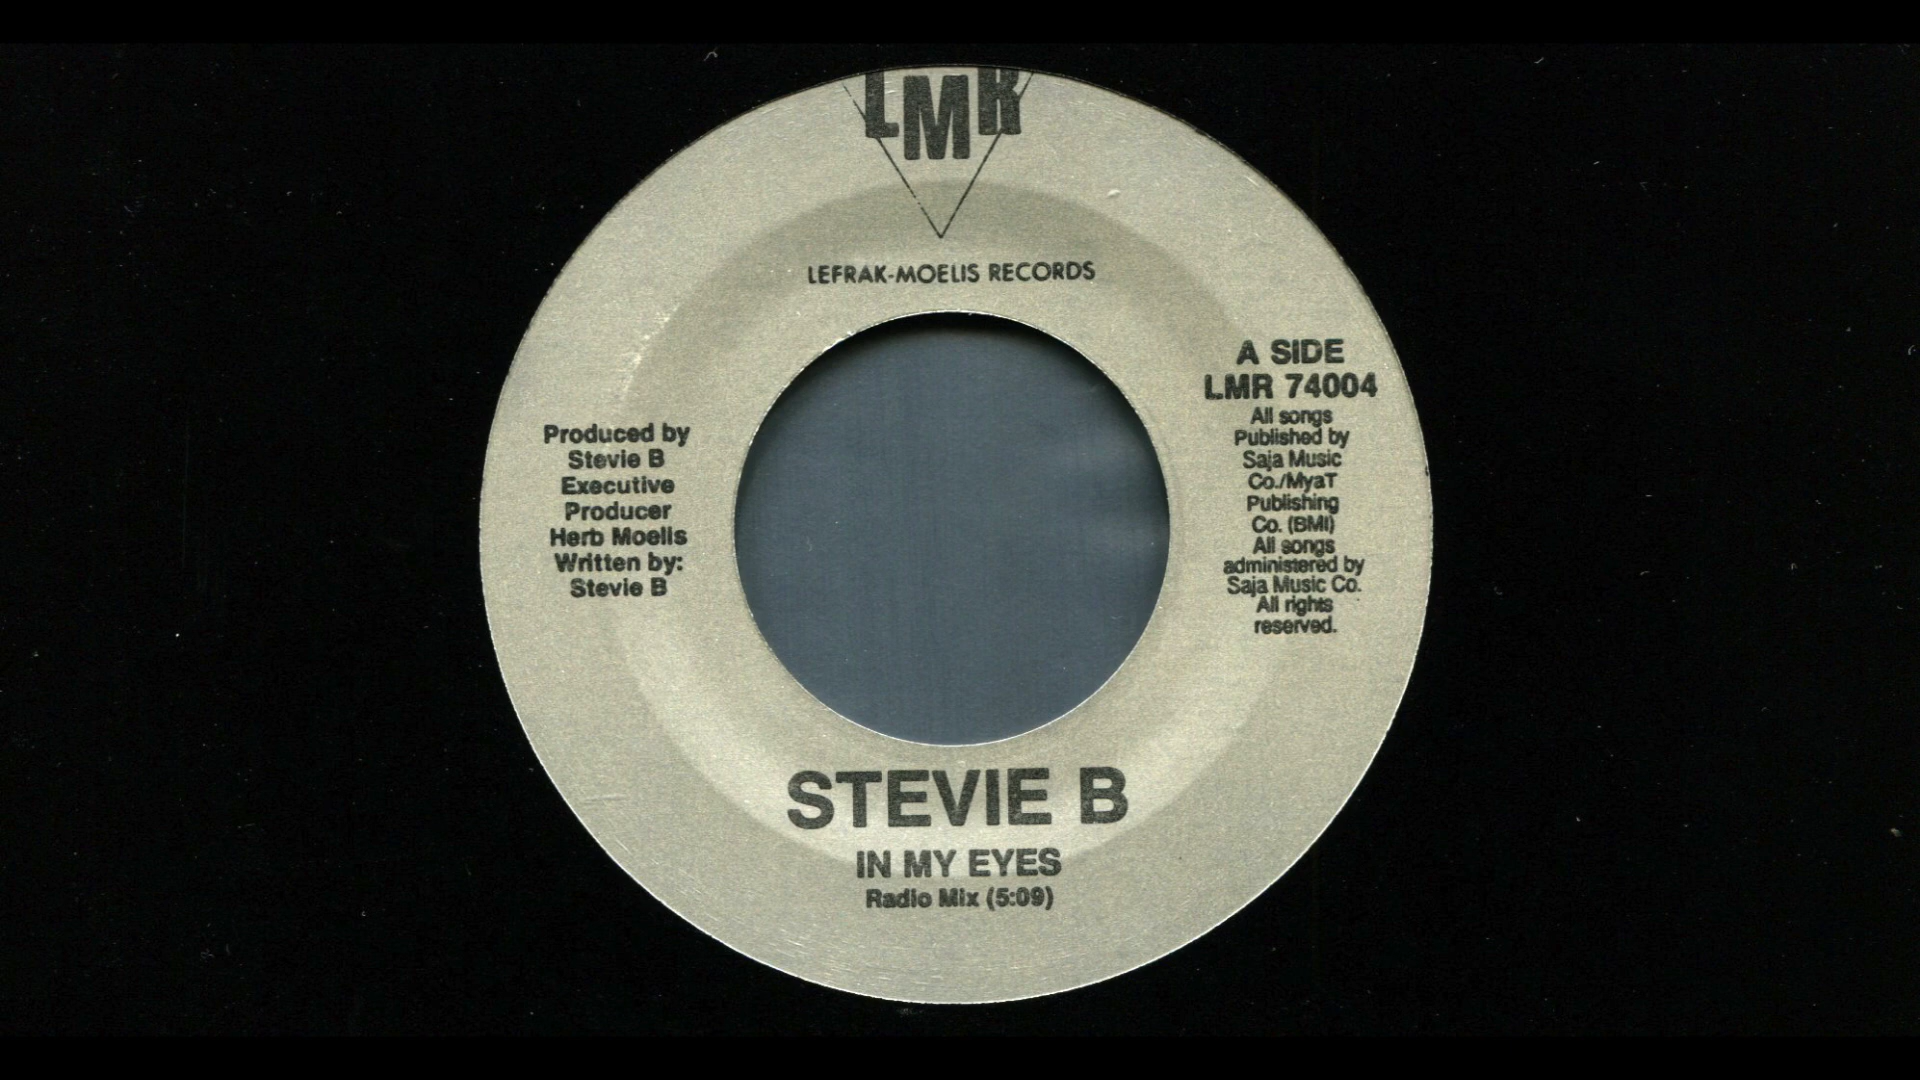 LMR
LEFRAK-MOELIS RECORDS
A SIDE
LMR 74004
All songs
Published by
Saja Music
Co./MyaT
Publishing
Co. (BMI)
All songs
administered by
Saja Music Co.
All rights
reserved.
Produced by
Stevie B
Executive
Producer
Herb Moelis
Written by:
Stevie B
STEVIE B
IN MY EYES
Radio Mix (5:09)